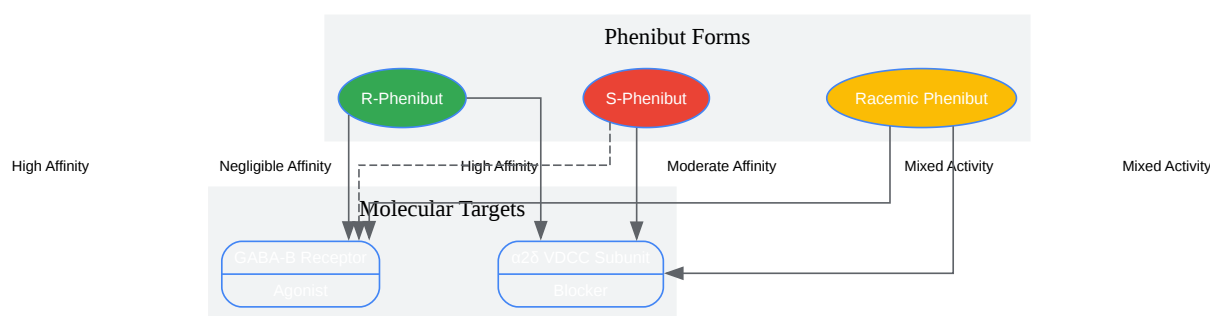 Phenibut Forms
R-Phenibut
S-Phenibut
Racemic Phenibut
High Affinity
Negligible Affinity
High Affinity
Moderate Affinity
Mixed Activity
Mixed Activity
Molecular Targets
GABA-B Receptor
Agonist
α2δ VDCC Subunit
Blocker